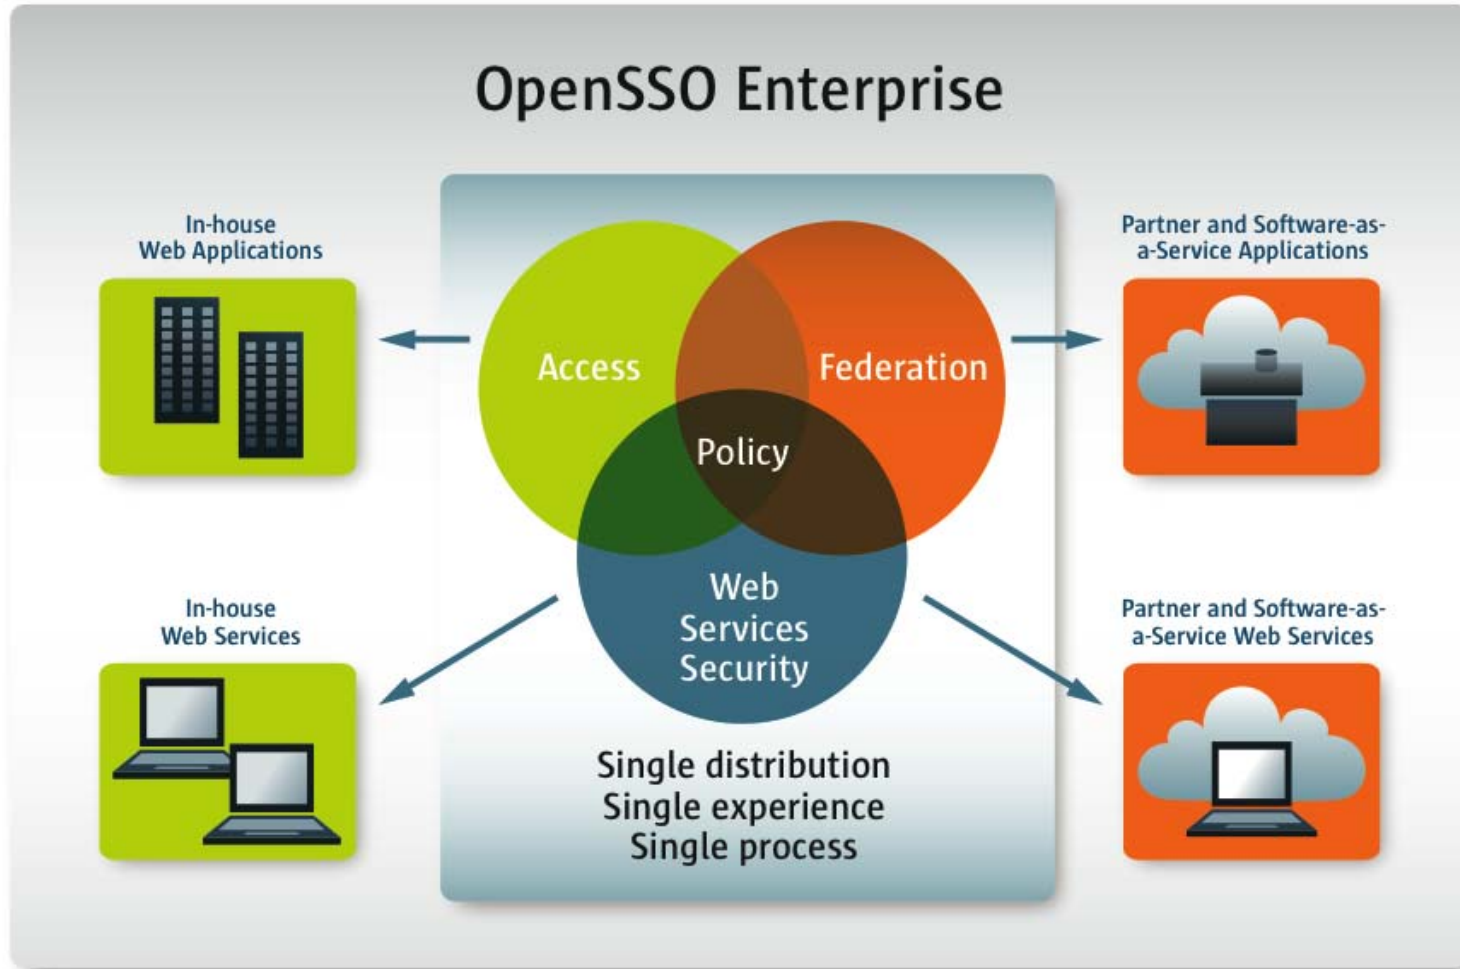 OpenSSO Enterprise
In-house
Web Applications
Partner and Software-as-
a-Service Applications
Access
Federation
Policy
In-house
Web Services
Web
Services
Security
Partner and Software-as-
a-Service Web Services
Single distribution
Single experience
Single process